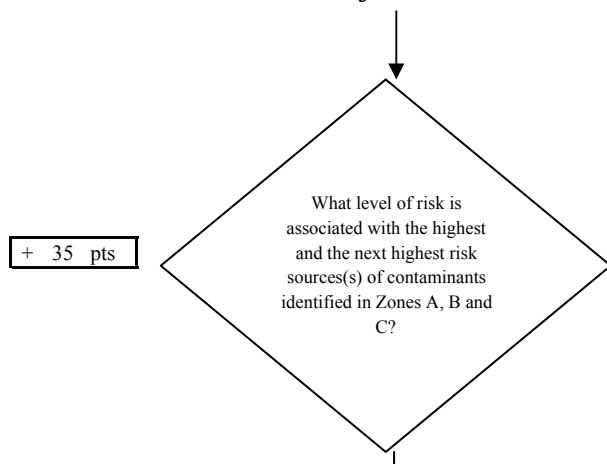 + 35 pts
What level of risk is
associated with the highest
and the next highest risk
sources(s) of contaminants
identified in Zones A, B and
C?